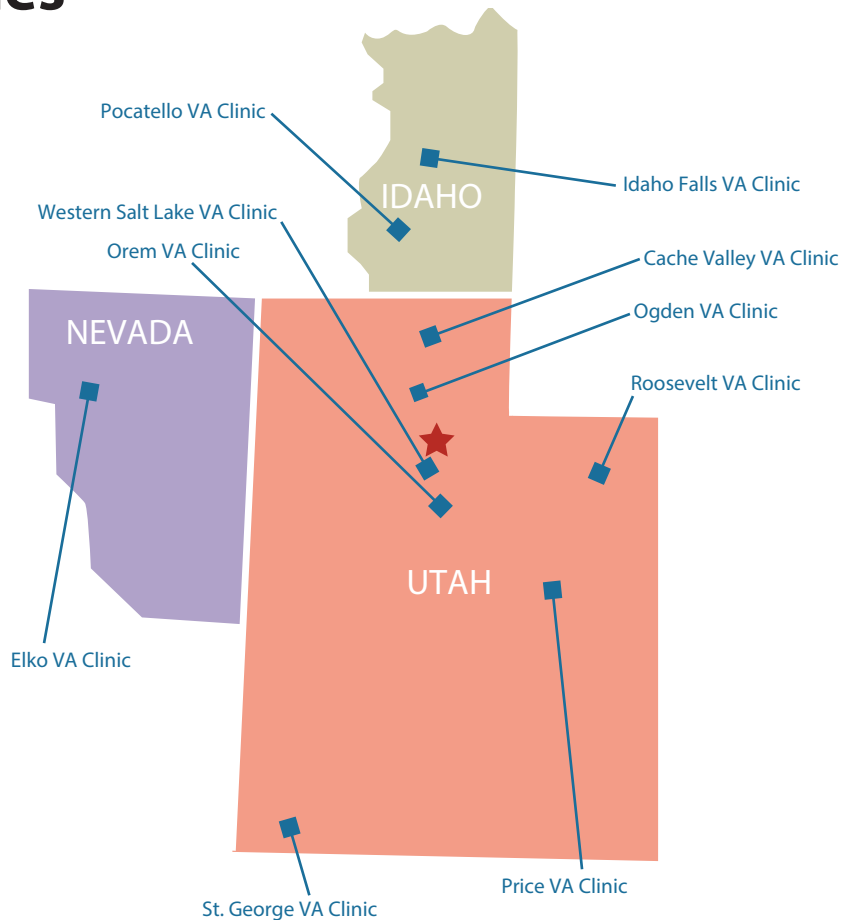 Pocatello VA Clinic
Idaho Falls VA Clinic
IDAHO
Western Salt Lake VA Clinic
Orem VA Clinic
Cache Valley VA Clinic
Ogden VA Clinic
NEVADA
Roosevelt VA Clinic
UTAH
Elko VA Clinic
Price VA Clinic
St. George VA Clinic